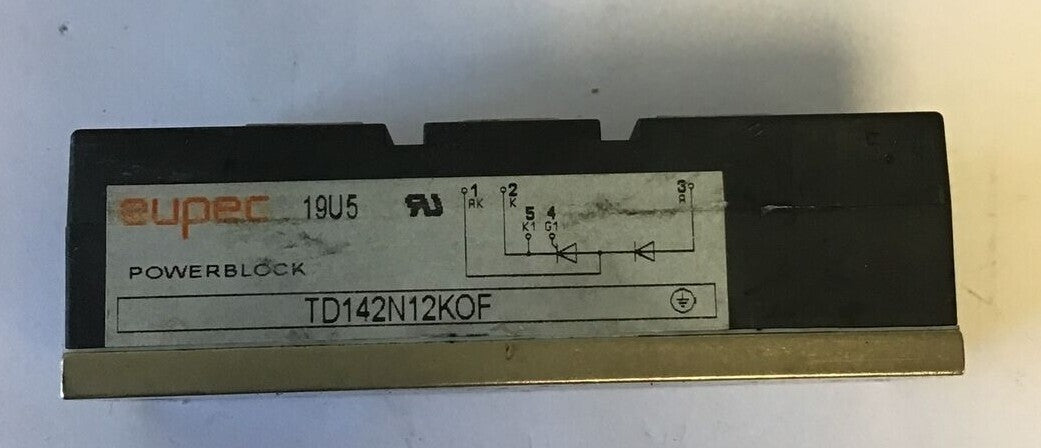 eupec 19U5
1 2 3
AK K A
5 4
K1 G1
POWERBLOCK
TD142N12KOF